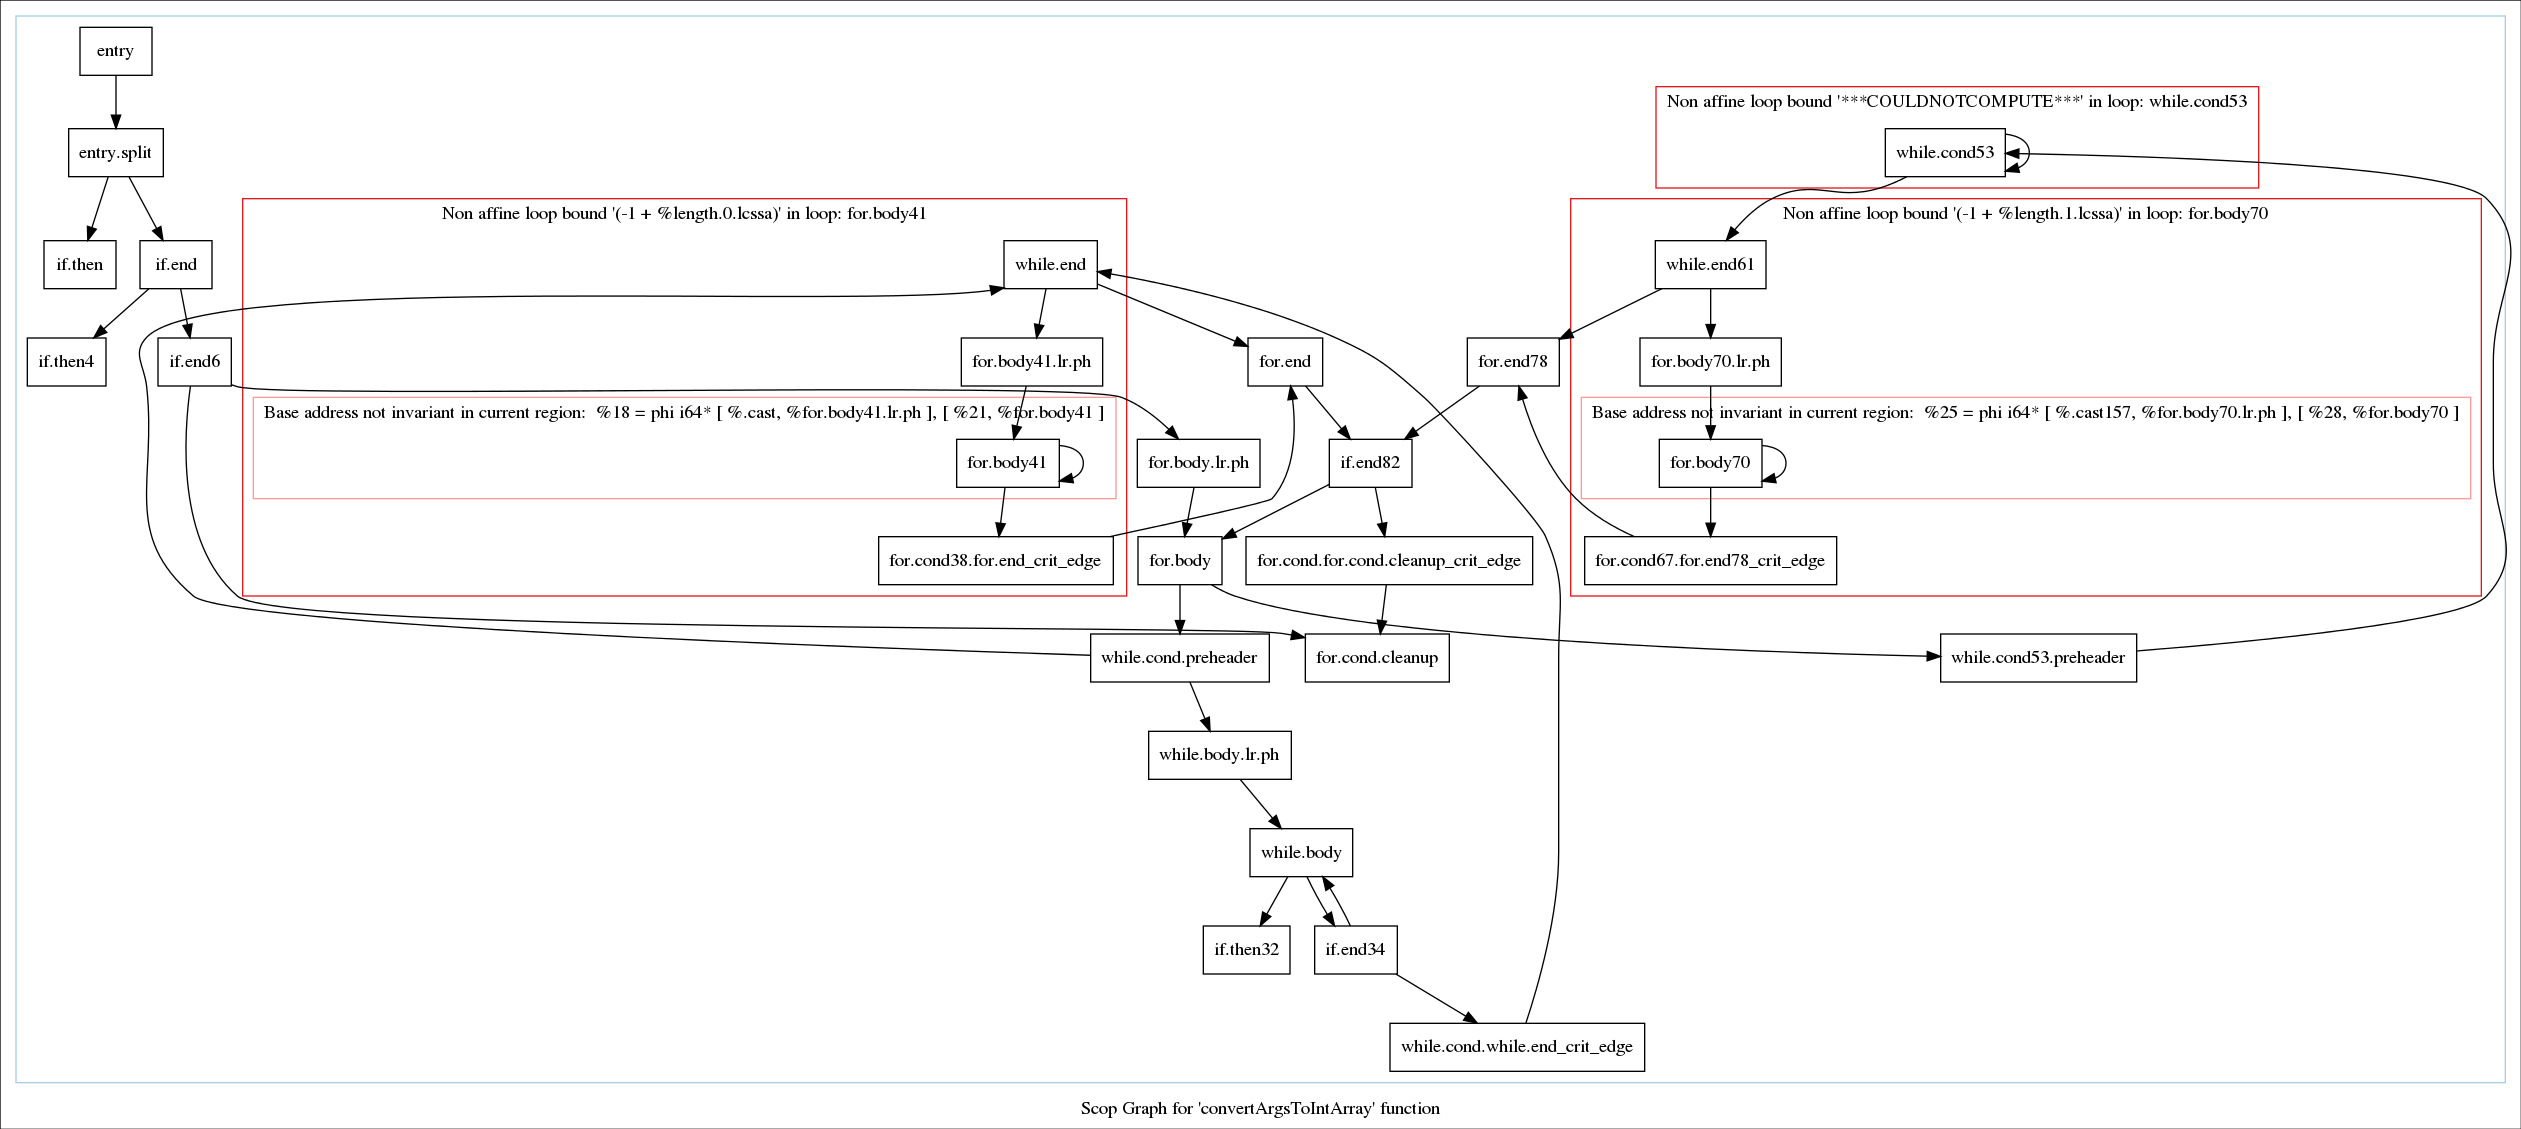 entry
Non affine loop bound '***COULDNOTCOMPUTE***' in loop: while.cond53
entry.split
while.cond53
Non affine loop bound '(-1 + %length.0.lcssa)' in loop: for.body41
Non affine loop bound '(-1 + %length.1.lcssa)' in loop: for.body70
if.then
if.end
while.end
while.end61
if.then4
if.end6
for.body41.lr.ph
for.end
for.end78
for.body70.lr.ph
Base address not invariant in current region:  %18 = phi i64* [ %.cast, %for.body41.lr.ph ], [ %21, %for.body41 ]
Base address not invariant in current region:  %25 = phi i64* [ %.cast157, %for.body70.lr.ph ], [ %28, %for.body70 ]
for.body41
for.body.lr.ph
if.end82
for.body70
for.cond38.for.end_crit_edge
for.body
for.cond.for.cond.cleanup_crit_edge
for.cond67.for.end78_crit_edge
while.cond.preheader
for.cond.cleanup
while.cond53.preheader
while.body.lr.ph
while.body
if.then32
if.end34
while.cond.while.end_crit_edge
Scop Graph for 'convertArgsToIntArray' function